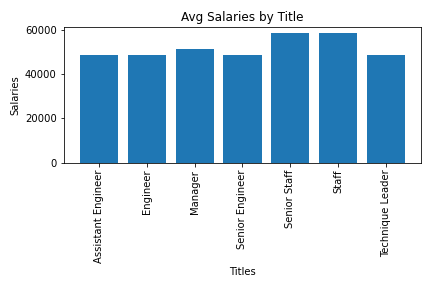 Avg Salaries by Title
60000
40000
20000
0
Salaries
Assistant Engineer
Engineer
Manager
Senior Engineer
Senior Staff
Staff
Technique Leader
Titles